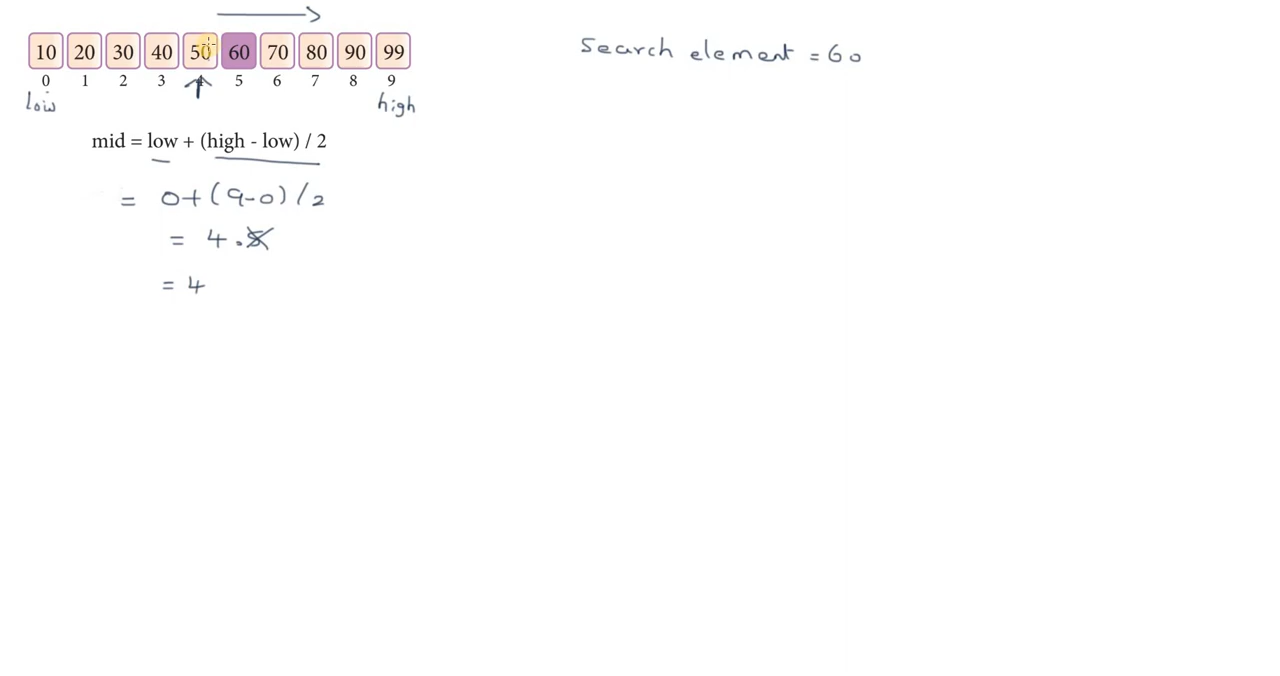 10 20 30 40 50 60 70 80 90 99
Search element = 60
0 1 2 3 5 6 7 8 9
low high
mid = low + (high - low) / 2
= 0+(9-0)/2
= 4.5
= 4